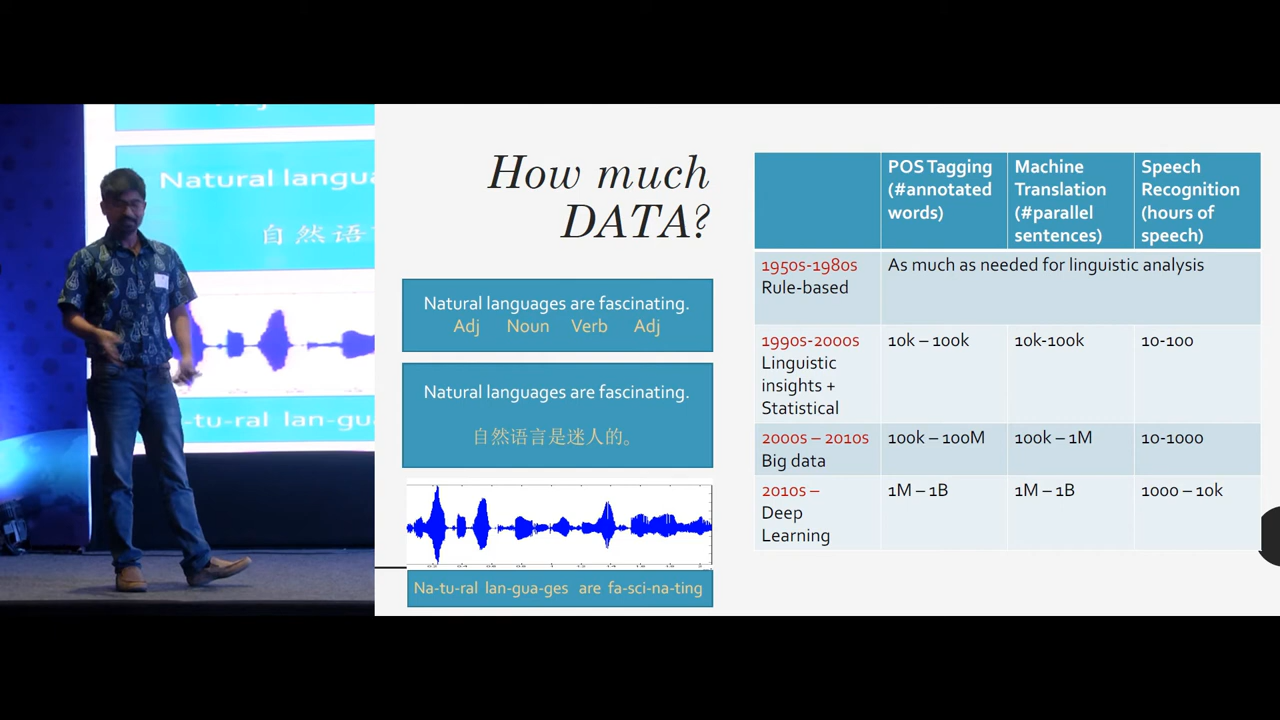 Natural langua
自然语
-tu-ral lan-gua
How much
DATA?
Natural languages are fascinating.
Adj Noun Verb Adj
Natural languages are fascinating.
自然语言是迷人的。
Na-tu-ral lan-gua-ges are fa-sci-na-ting
POS Tagging
(#annotated
words)
Machine
Translation
(#parallel
sentences)
Speech
Recognition
(hours of
speech)
1950s-1980s
Rule-based
As much as needed for linguistic analysis
1990s-2000s
Linguistic
insights +
Statistical
10k – 100k
10k-100k
10-100
2000s – 2010s
Big data
100k – 100M
100k – 1M
10-1000
2010s –
Deep
Learning
1M – 1B
1M – 1B
1000 – 10k